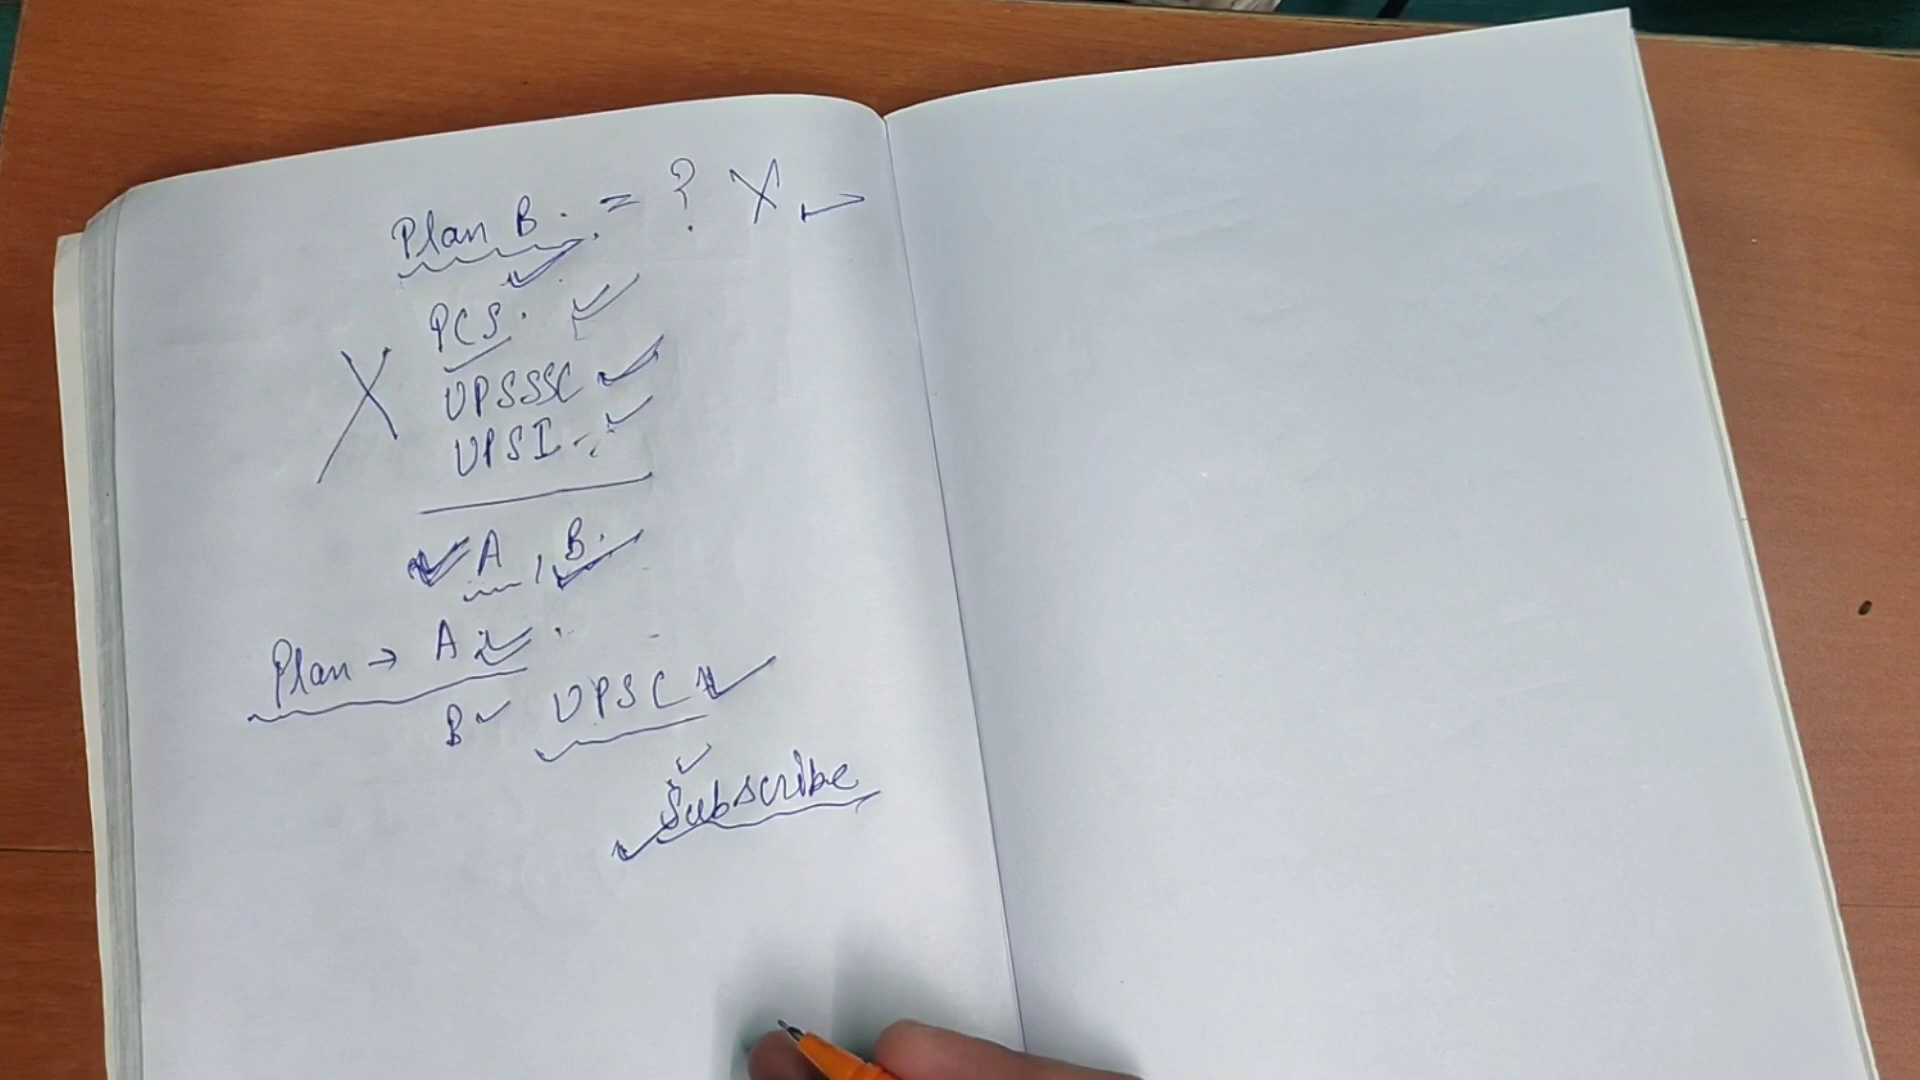 Plan B. = ? X
PCS.
X
UPSSSC
UPSI -
A, B.
Plan → A
B UPSC
Subscribe